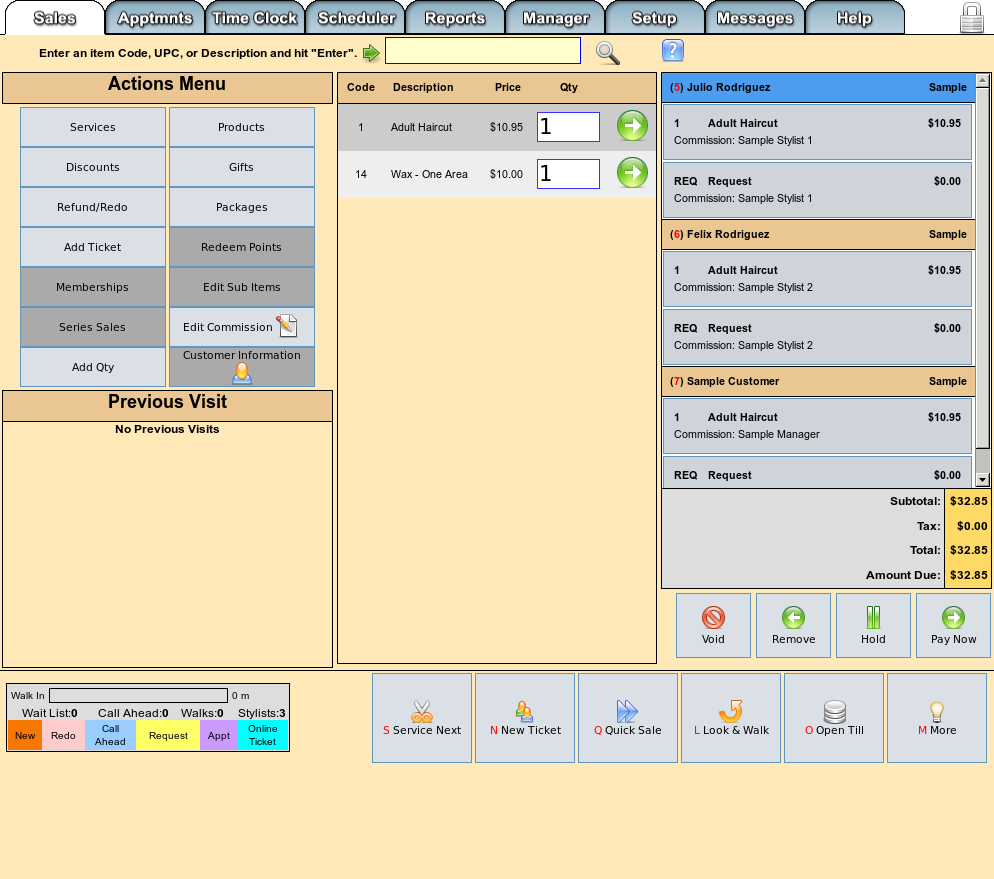 Sales Apptmnts Time Clock Scheduler Reports Manager Setup Messages Help
Enter an item Code, UPC, or Description and hit "Enter".
?
Actions Menu
Services Products
Discounts Gifts
Refund/Redo Packages
Add Ticket Redeem Points
Memberships Edit Sub Items
Series Sales Edit Commission
Add Qty Customer Information
Previous Visit
No Previous Visits
Code Description Price Qty
1 Adult Haircut $10.95 1
14 Wax - One Area $10.00 1
(5) Julio Rodriguez Sample
1 Adult Haircut $10.95
Commission: Sample Stylist 1
REQ Request $0.00
Commission: Sample Stylist 1
(6) Felix Rodriguez Sample
1 Adult Haircut $10.95
Commission: Sample Stylist 2
REQ Request $0.00
Commission: Sample Stylist 2
(7) Sample Customer Sample
1 Adult Haircut $10.95
Commission: Sample Manager
REQ Request $0.00
Subtotal: $32.85
Tax: $0.00
Total: $32.85
Amount Due: $32.85
Void Remove Hold Pay Now
Walk In 0 m
Wait List:0 Call Ahead:0 Walks:0 Stylists:3
New Redo Call Ahead Request Appt Online Ticket
S Service Next N New Ticket Q Quick Sale L Look & Walk O Open Till M More